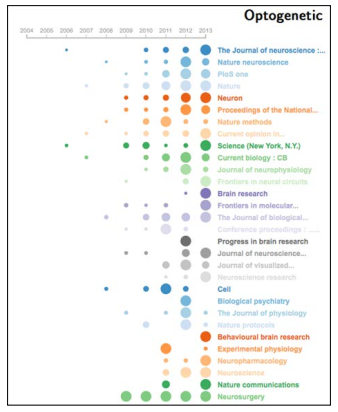 Optogenetic
2004 2005 2006 2007 2008 2009 2010 2011 2012 2013
The Journal of neuroscience :...
Nature neuroscience
PloS one
Nature
Neuron
Proceedings of the National...
Nature methods
Current opinion in...
Science (New York, N.Y.)
Current biology : CB
Journal of neurophysiology
Frontiers in neural circuits
Brain research
Frontiers in molecular...
The Journal of biological...
Conference proceedings : ......
Progress in brain research
Journal of neuroscience...
Journal of visualized...
Neuroscience research
Cell
Biological psychiatry
The Journal of physiology
Nature protocols
Behavioural brain research
Experimental physiology
Neuropharmacology
Neuroscience
Nature communications
Neurosurgery